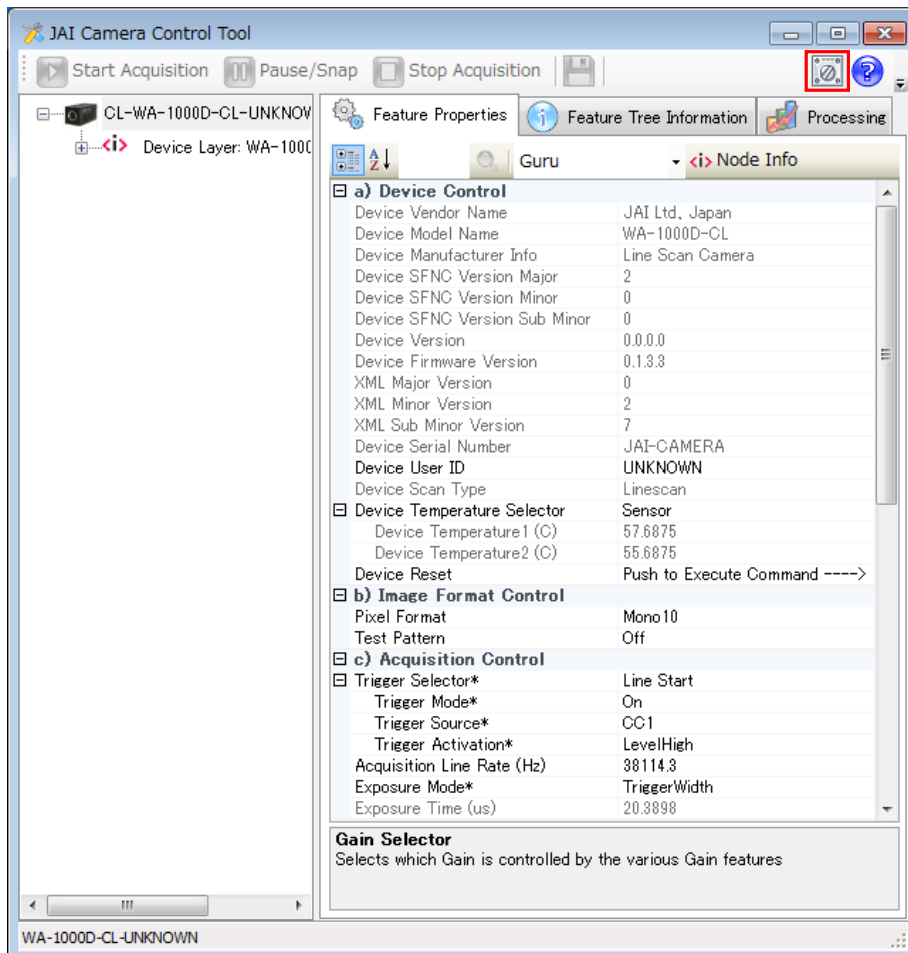 JAI Camera Control Tool
Start Acquisition Pause/Snap Stop Acquisition
CL-WA-1000D-CL-UNKNOW
Device Layer: WA-1000
Feature Properties Feature Tree Information Processing
Guru Node Info
a) Device Control
Device Vendor Name JAI Ltd, Japan
Device Model Name WA-1000D-CL
Device Manufacturer Info Line Scan Camera
Device SFNC Version Major 2
Device SFNC Version Minor 0
Device SFNC Version Sub Minor 0
Device Version 0.0.0.0
Device Firmware Version 0.1.3.3
XML Major Version 0
XML Minor Version 2
XML Sub Minor Version 7
Device Serial Number JAI-CAMERA
Device User ID UNKNOWN
Device Scan Type Linescan
Device Temperature Selector Sensor
Device Temperature1 (C) 57.6875
Device Temperature2 (C) 55.6875
Device Reset Push to Execute Command ---->
b) Image Format Control
Pixel Format Mono10
Test Pattern Off
c) Acquisition Control
Trigger Selector* Line Start
Trigger Mode* On
Trigger Source* CC1
Trigger Activation* LevelHigh
Acquisition Line Rate (Hz) 38114.3
Exposure Mode* TriggerWidth
Exposure Time (us) 20.3898
Gain Selector
Selects which Gain is controlled by the various Gain features
WA-1000D-CL-UNKNOWN